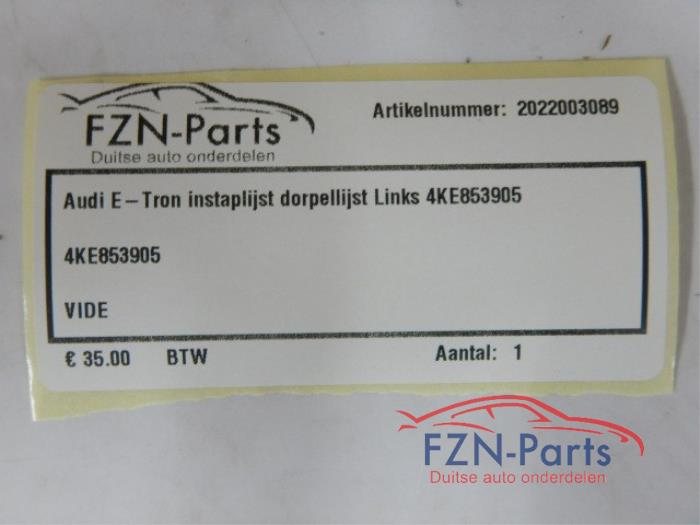 FZN-Parts
Duitse auto onderdelen
Artikelnummer: 2022003089
Audi E-Tron instaplijst dorpellijst Links 4KE853905
4KE853905
VIDE
€ 35.00 BTW Aantal: 1
FZN-Parts
Duitse auto onderdelen